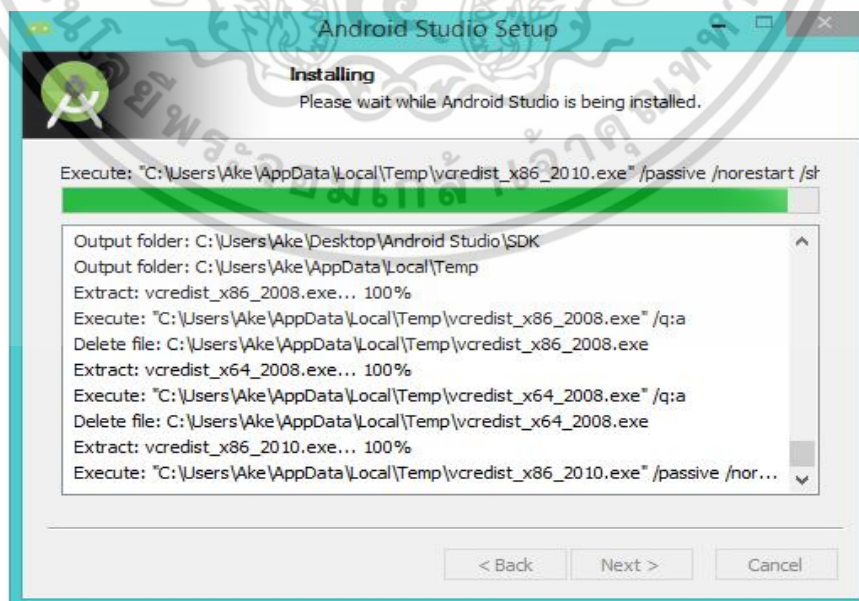 Android Studio Setup
Installing
Please wait while Android Studio is being installed.
Execute: "C:\Users\Ake\AppData\Local\Temp\vcredist_x86_2010.exe" /passive /norestart /sh
Output folder: C:\Users\Ake\Desktop\Android Studio\SDK
Output folder: C:\Users\Ake\AppData\Local\Temp
Extract: vcredist_x86_2008.exe... 100%
Execute: "C:\Users\Ake\AppData\Local\Temp\vcredist_x86_2008.exe" /q:a
Delete file: C:\Users\Ake\AppData\Local\Temp\vcredist_x86_2008.exe
Extract: vcredist_x64_2008.exe... 100%
Execute: "C:\Users\Ake\AppData\Local\Temp\vcredist_x64_2008.exe" /q:a
Delete file: C:\Users\Ake\AppData\Local\Temp\vcredist_x64_2008.exe
Extract: vcredist_x86_2010.exe... 100%
Execute: "C:\Users\Ake\AppData\Local\Temp\vcredist_x86_2010.exe" /passive /nor...
< Back
Next >
Cancel